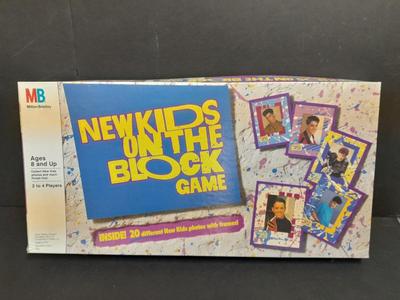 MB
Milton Bradley
NEW KIDS
ON THE
BLOCK
GAME
Ages
8 and Up
2 to 4 Players
INSIDE! 20 different New Kids photos with frames!